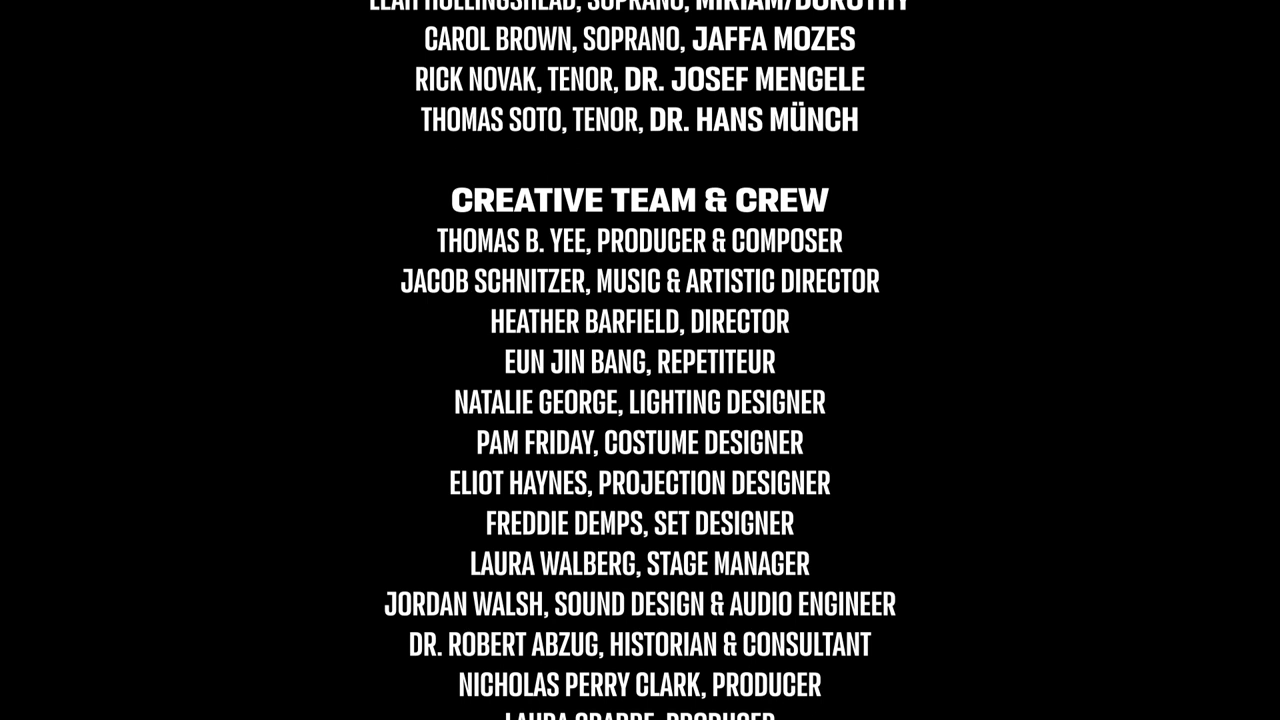 LEAH HOLLINGSHEAD, SOPRANO, MIRIAM/DOROTHY
CAROL BROWN, SOPRANO, JAFFA MOZES
RICK NOVAK, TENOR, DR. JOSEF MENGELE
THOMAS SOTO, TENOR, DR. HANS MÜNCH
CREATIVE TEAM & CREW
THOMAS B. YEE, PRODUCER & COMPOSER
JACOB SCHNITZER, MUSIC & ARTISTIC DIRECTOR
HEATHER BARFIELD, DIRECTOR
EUN JIN BANG, REPETITEUR
NATALIE GEORGE, LIGHTING DESIGNER
PAM FRIDAY, COSTUME DESIGNER
ELIOT HAYNES, PROJECTION DESIGNER
FREDDIE DEMPS, SET DESIGNER
LAURA WALBERG, STAGE MANAGER
JORDAN WALSH, SOUND DESIGN & AUDIO ENGINEER
DR. ROBERT ABZUG, HISTORIAN & CONSULTANT
NICHOLAS PERRY CLARK, PRODUCER
LAURA PRODUCER